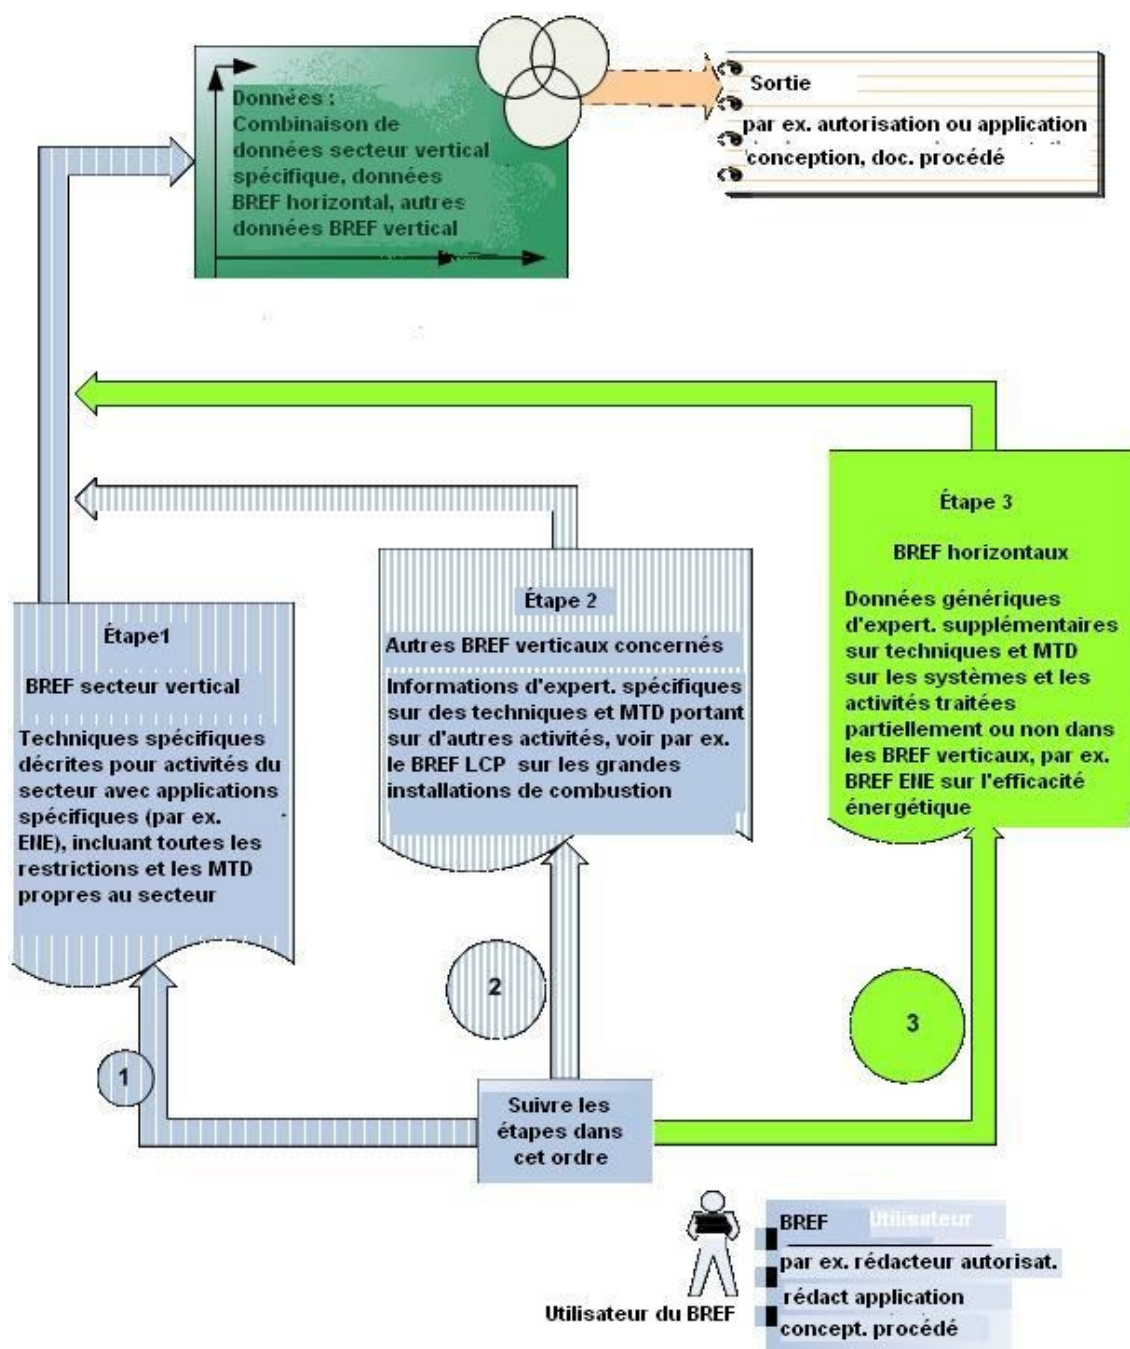 Données :
Combinaison de
données secteur vertical
spécifique, données
BREF horizontal, autres
données BREF vertical
Sortie
par ex. autorisation ou application
conception, doc. procédé
Étape 3
BREF horizontaux
Données génériques
d'expert. supplémentaires
sur techniques et MTD
sur les systèmes et les
activités traitées
partiellement ou non dans
les BREF verticaux, par ex.
BREF ENE sur l'efficacité
énergétique
Étape 2
Autres BREF verticaux concernés
Informations d'expert. spécifiques
sur des techniques et MTD portant
sur d'autres activités, voir par ex.
le BREF LCP sur les grandes
installations de combustion
Étape1
BREF secteur vertical
Techniques spécifiques
décrites pour activités du
secteur avec applications
spécifiques (par ex.
ENE), incluant toutes les
restrictions et les MTD
propres au secteur
1
2
3
Suivre les
étapes dans
cet ordre
Utilisateur du BREF
BREF Utilisateur
par ex. rédacteur autorisat.
rédact application
concept. procédé